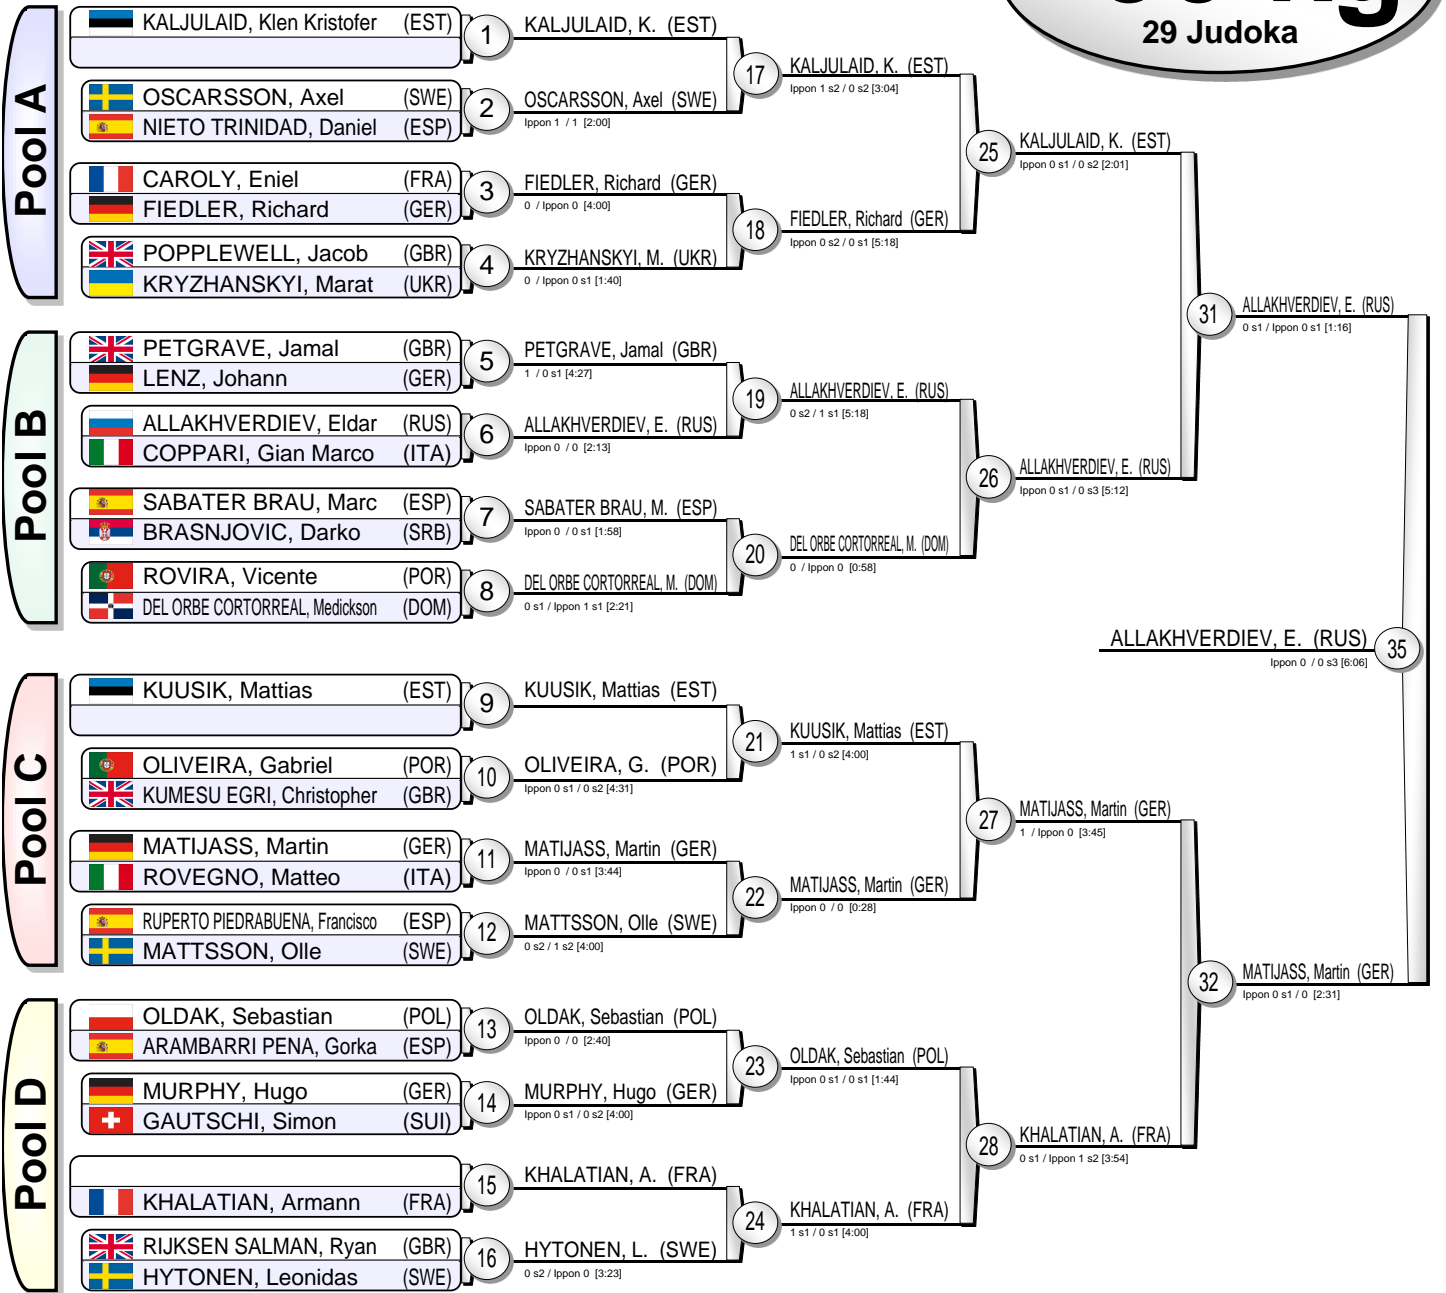 29 Judoka
Pool A
KALJULAID, Klen Kristofer (EST)
1
OSCARSSON, Axel (SWE)
NIETO TRINIDAD, Daniel (ESP)
2
CAROLY, Eniel (FRA)
FIEDLER, Richard (GER)
3
POPPLEWELL, Jacob (GBR)
KRYZHANSKYI, Marat (UKR)
4
Pool B
PETGRAVE, Jamal (GBR)
LENZ, Johann (GER)
5
ALLAKHVERDIEV, Eldar (RUS)
COPPARI, Gian Marco (ITA)
6
SABATER BRAU, Marc (ESP)
BRASNJOVIC, Darko (SRB)
7
ROVIRA, Vicente (POR)
DEL ORBE CORTORREAL, Medickson (DOM)
8
Pool C
KUUSIK, Mattias (EST)
9
OLIVEIRA, Gabriel (POR)
KUMESU EGRI, Christopher (GBR)
10
MATIJASS, Martin (GER)
ROVEGNO, Matteo (ITA)
11
RUPERTO PIEDRABUENA, Francisco (ESP)
MATTSSON, Olle (SWE)
12
Pool D
OLDAK, Sebastian (POL)
ARAMBARRI PENA, Gorka (ESP)
13
MURPHY, Hugo (GER)
GAUTSCHI, Simon (SUI)
14
KHALATIAN, Armann (FRA)
15
RIJKSEN SALMAN, Ryan (GBR)
HYTONEN, Leonidas (SWE)
16
KALJULAID, K. (EST)
OSCARSSON, Axel (SWE)
Ippon 1 / 1 [2:00]
17
FIEDLER, Richard (GER)
0 / Ippon 0 [4:00]
KRYZHANSKYI, M. (UKR)
0 / Ippon 0 s1 [1:40]
18
PETGRAVE, Jamal (GBR)
1 / 0 s1 [4:27]
ALLAKHVERDIEV, E. (RUS)
Ippon 0 / 0 [2:13]
19
SABATER BRAU, M. (ESP)
Ippon 0 / 0 s1 [1:58]
DEL ORBE CORTORREAL, M. (DOM)
0 s1 / Ippon 1 s1 [2:21]
20
KUUSIK, Mattias (EST)
OLIVEIRA, G. (POR)
Ippon 0 s1 / 0 s2 [4:31]
21
MATIJASS, Martin (GER)
Ippon 0 / 0 s1 [3:44]
MATTSSON, Olle (SWE)
0 s2 / 1 s2 [4:00]
22
OLDAK, Sebastian (POL)
Ippon 0 / 0 [2:40]
MURPHY, Hugo (GER)
Ippon 0 s1 / 0 s2 [4:00]
23
KHALATIAN, A. (FRA)
HYTONEN, L. (SWE)
0 s2 / Ippon 0 [3:23]
24
KALJULAID, K. (EST)
Ippon 1 s2 / 0 s2 [3:04]
FIEDLER, Richard (GER)
Ippon 0 s2 / 0 s1 [5:18]
25
ALLAKHVERDIEV, E. (RUS)
0 s2 / 1 s1 [5:18]
DEL ORBE CORTORREAL, M. (DOM)
0 / Ippon 0 [0:58]
26
KUUSIK, Mattias (EST)
1 s1 / 0 s2 [4:00]
MATIJASS, Martin (GER)
Ippon 0 / 0 [0:28]
27
OLDAK, Sebastian (POL)
Ippon 0 s1 / 0 s1 [1:44]
KHALATIAN, A. (FRA)
1 s1 / 0 s1 [4:00]
28
KALJULAID, K. (EST)
Ippon 0 s1 / 0 s2 [2:01]
ALLAKHVERDIEV, E. (RUS)
Ippon 0 s1 / 0 s3 [5:12]
31
MATIJASS, Martin (GER)
1 / Ippon 0 [3:45]
KHALATIAN, A. (FRA)
0 s1 / Ippon 1 s2 [3:54]
32
ALLAKHVERDIEV, E. (RUS)
0 s1 / Ippon 0 s1 [1:16]
MATIJASS, Martin (GER)
Ippon 0 s1 / 0 [2:31]
ALLAKHVERDIEV, E. (RUS)
Ippon 0 / 0 s3 [6:06]
35